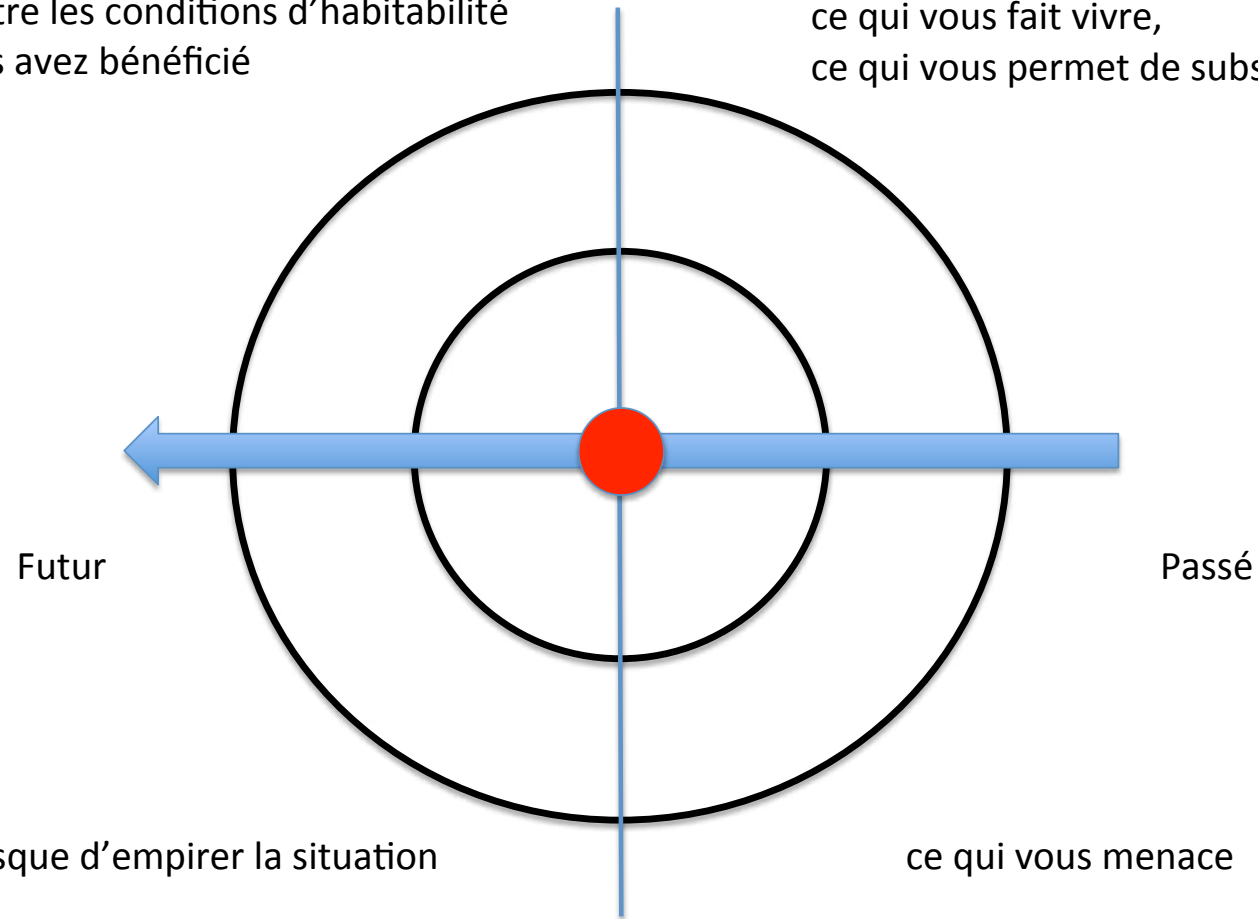 tre les conditions d'habitabilité
s avez bénéficié
ce qui vous fait vivre,
ce qui vous permet de subs
Futur
Passé
sque d'empirer la situation
ce qui vous menace